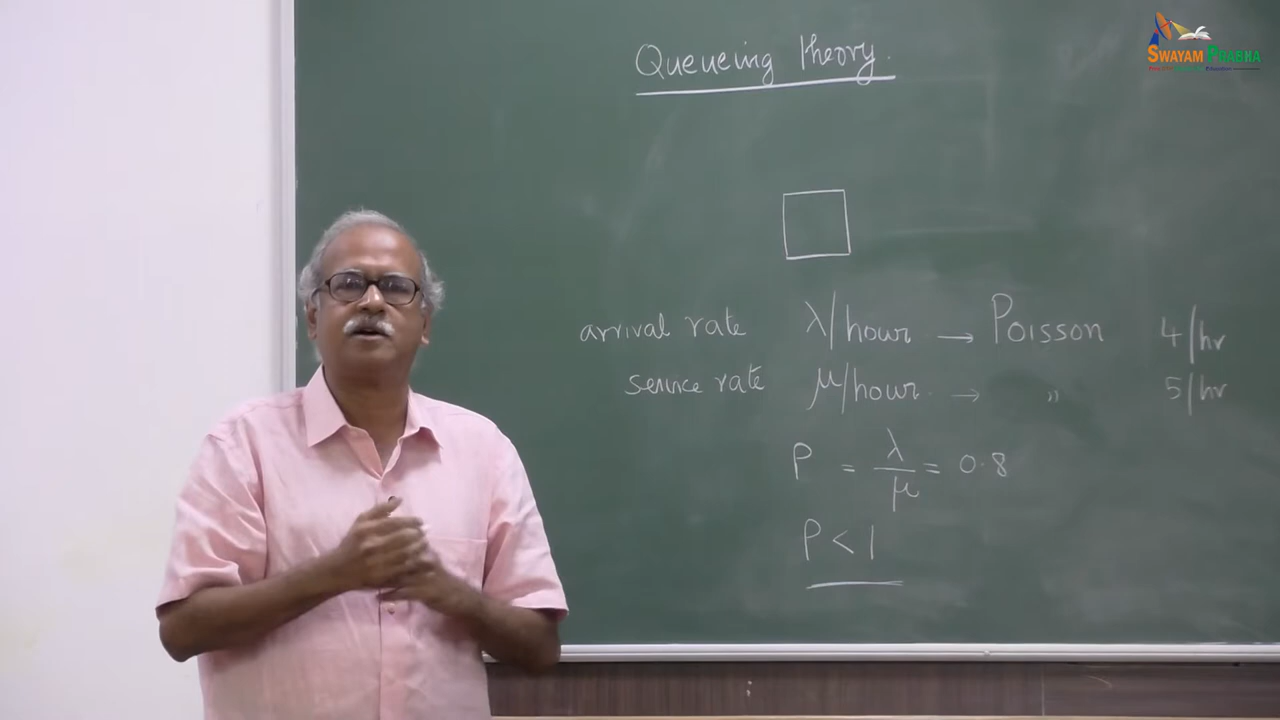 SWAYAM PRABHA
Queueing theory.
arrival rate λ/hour → Poisson 4/hr
service rate μ/hour. → " 5/hr
ρ = λ/μ = 0.8
ρ < 1